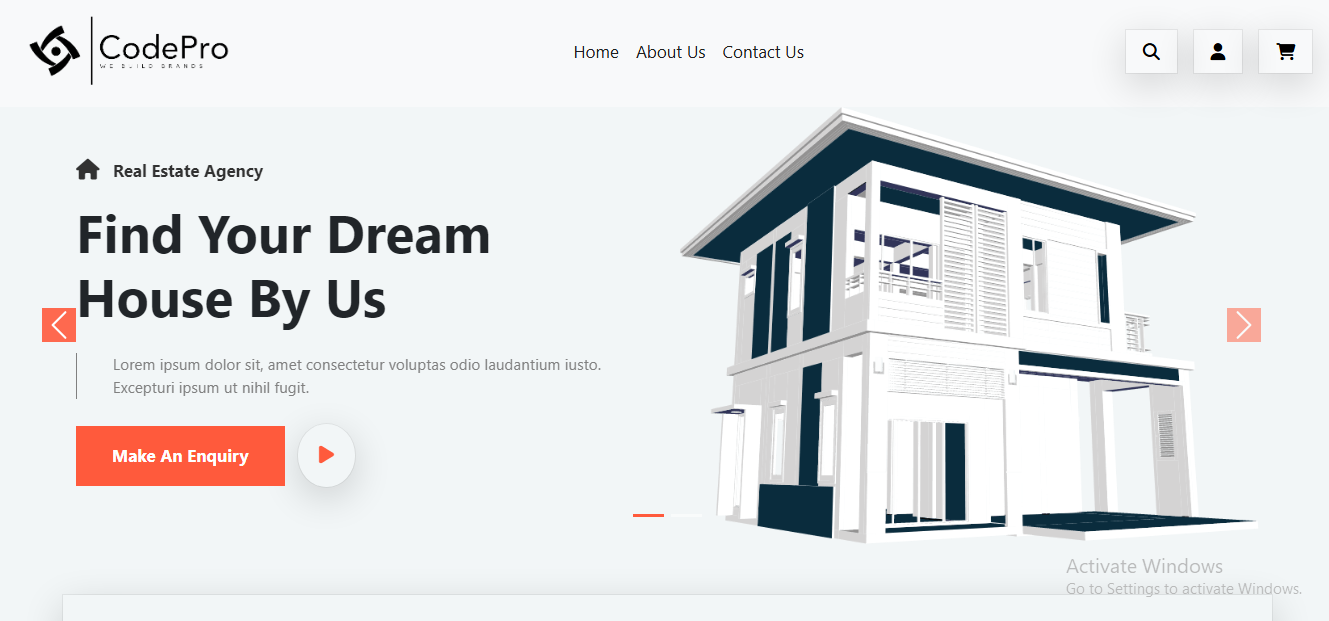 CodePro
WE BUILD BRANDS
Home About Us Contact Us
Real Estate Agency
Find Your Dream
House By Us
Lorem ipsum dolor sit, amet consectetur voluptas odio laudantium iusto.
Excepturi ipsum ut nihil fugit.
Make An Enquiry
Activate Windows
Go to Settings to activate Windows.